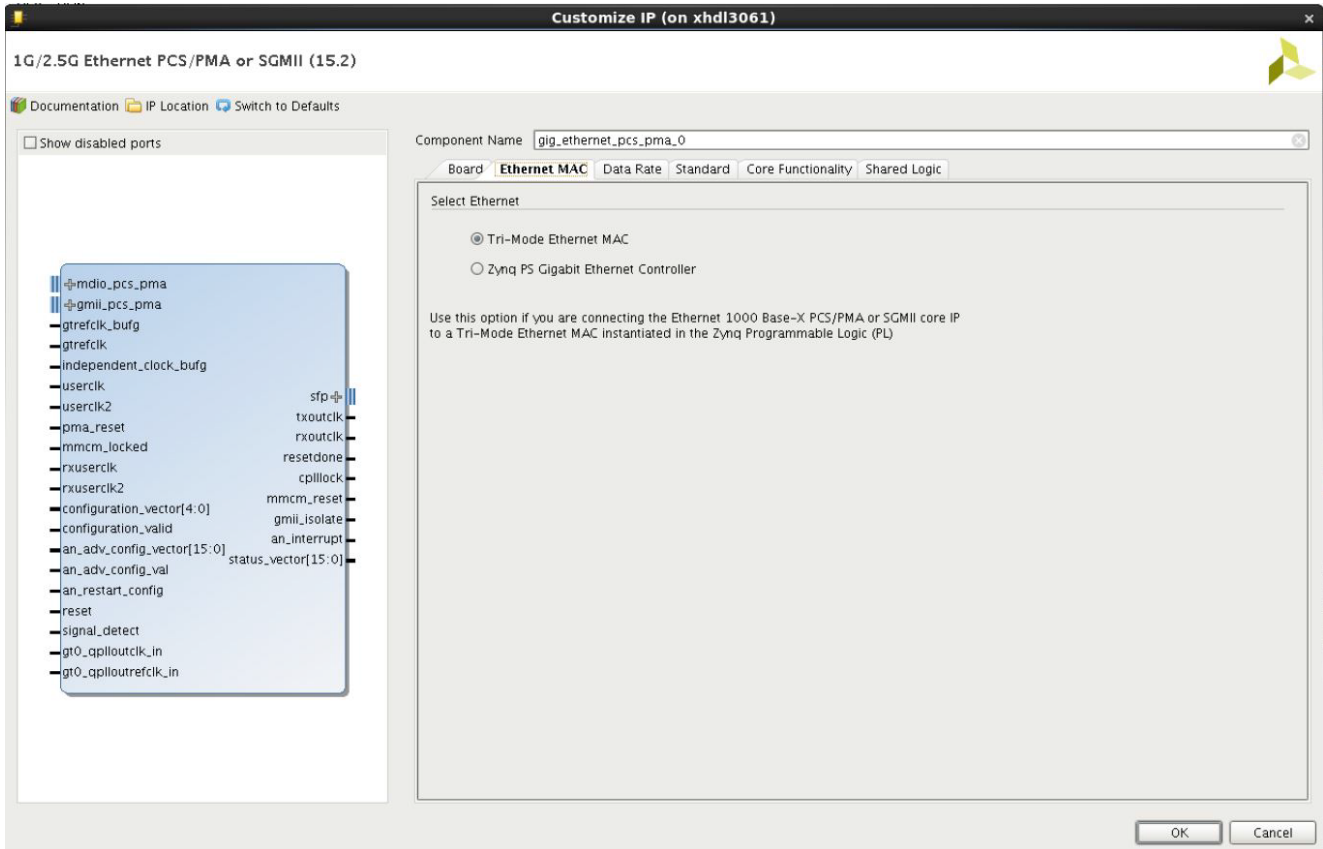 Customize IP (on xhdl3061)
1G/2.5G Ethernet PCS/PMA or SGMII (15.2)
Documentation IP Location Switch to Defaults
Show disabled ports
mdio_pcs_pma
gmii_pcs_pma
gtrefclk_bufg
gtrefclk
independent_clock_bufg
userclk
userclk2
pma_reset
mmcm_locked
rxuserclk
rxuserclk2
configuration_vector[4:0]
configuration_valid
an_adv_config_vector[15:0]
an_adv_config_val
an_restart_config
reset
signal_detect
gt0_qplloutclk_in
gt0_qplloutrefclk_in
sfp
txoutclk
rxoutclk
resetdone
cplllock
mmcm_reset
gmii_isolate
an_interrupt
status_vector[15:0]
Component Name gig_ethernet_pcs_pma_0
Board Ethernet MAC Data Rate Standard Core Functionality Shared Logic
Select Ethernet
Tri-Mode Ethernet MAC
Zynq PS Gigabit Ethernet Controller
Use this option if you are connecting the Ethernet 1000 Base-X PCS/PMA or SGMII core IP
to a Tri-Mode Ethernet MAC instantiated in the Zynq Programmable Logic (PL)
OK Cancel